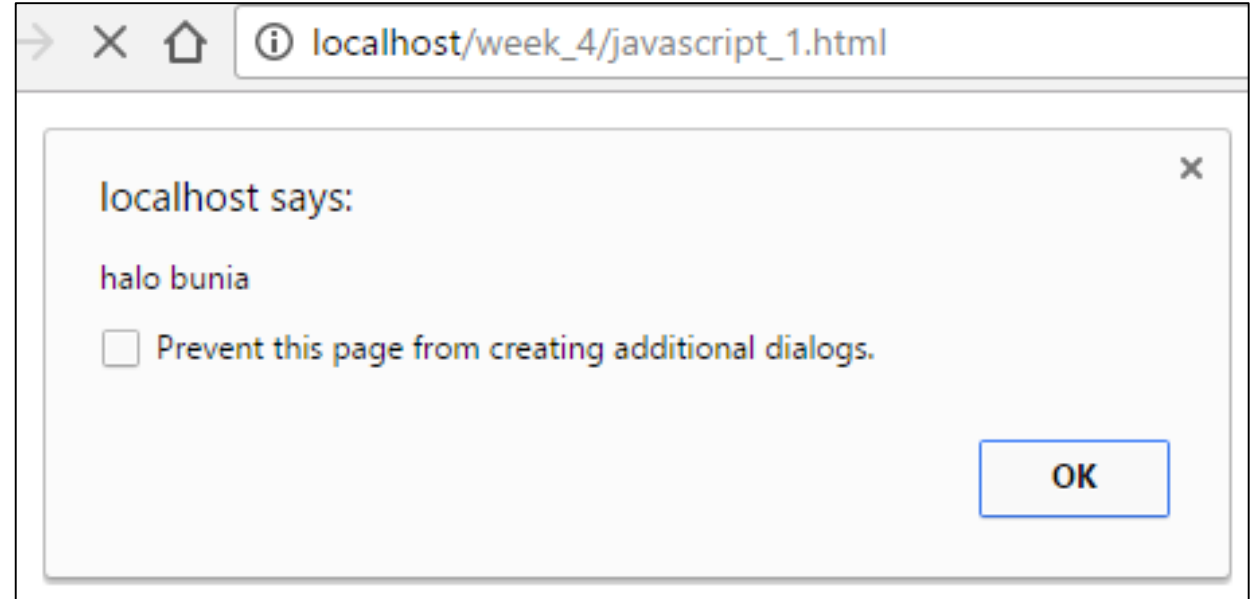 localhost/week_4/javascript_1.html
localhost says:
halo bunia
Prevent this page from creating additional dialogs.
OK